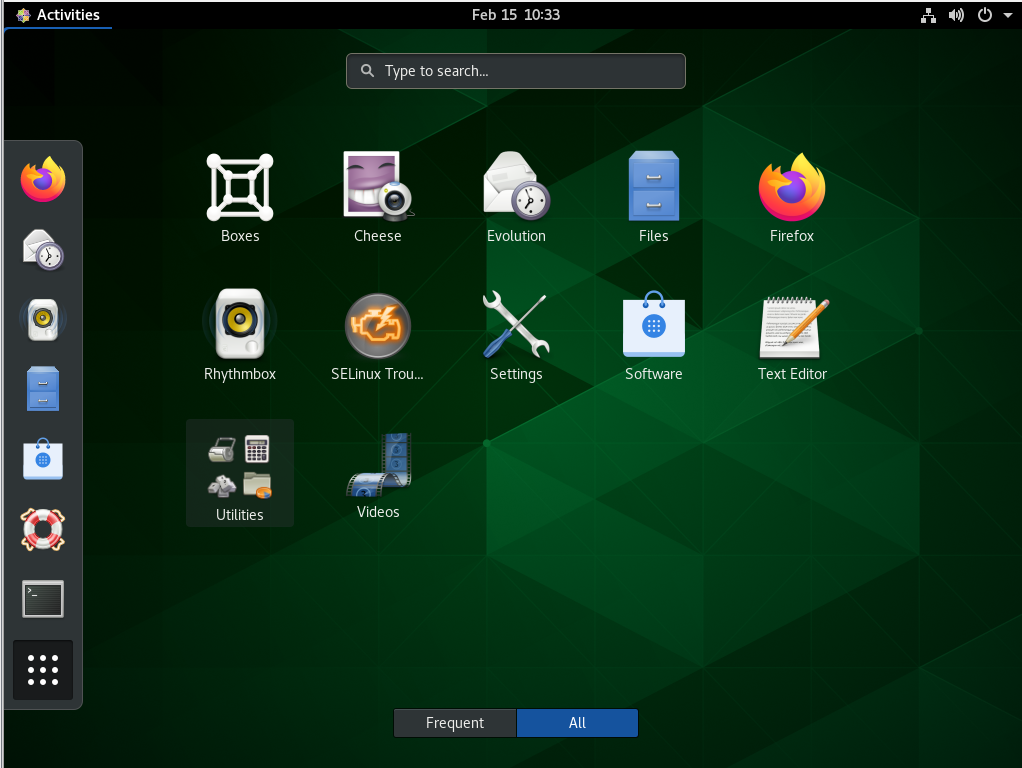 Activities
Feb 15 10:33
Type to search...
Boxes
Cheese
Evolution
Files
Firefox
Rhythmbox
SELinux Trou...
Settings
Software
Text Editor
Utilities
Videos
Frequent
All